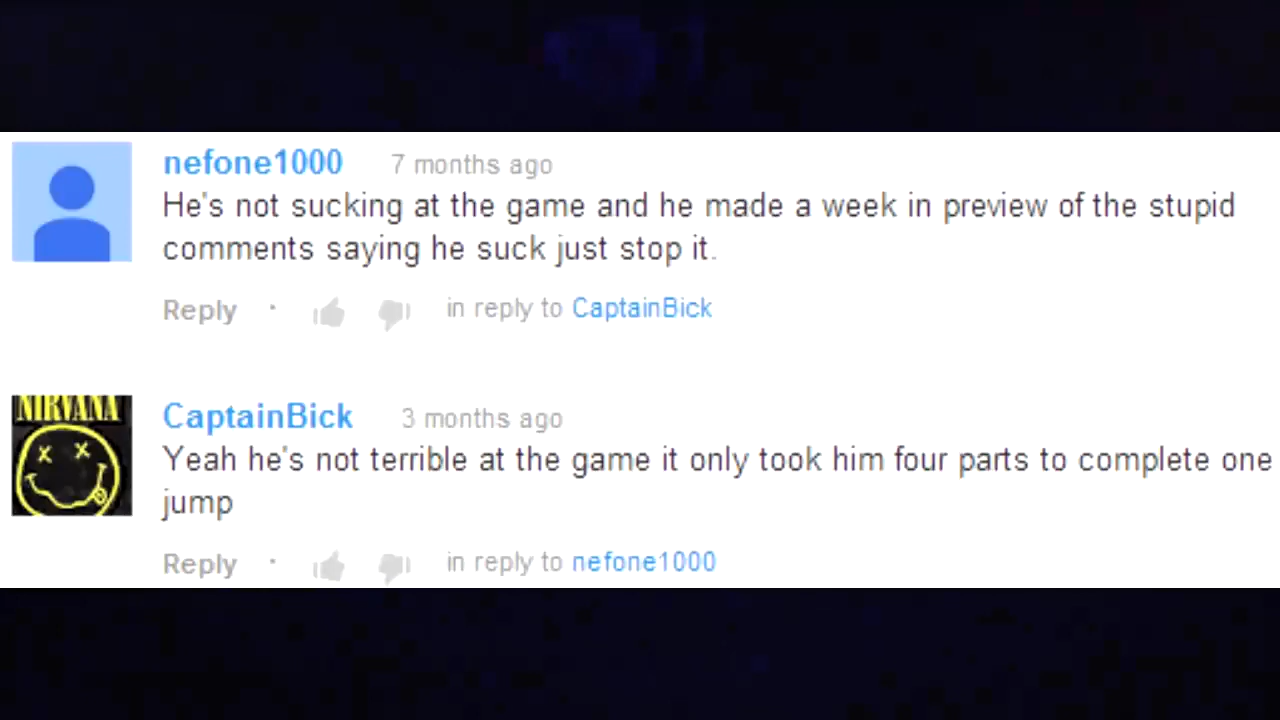 nefone1000 7 months ago
He's not sucking at the game and he made a week in preview of the stupid
comments saying he suck just stop it.
Reply · in reply to CaptainBick
NIRVANA
CaptainBick 3 months ago
Yeah he's not terrible at the game it only took him four parts to complete one
jump
Reply · in reply to nefone1000